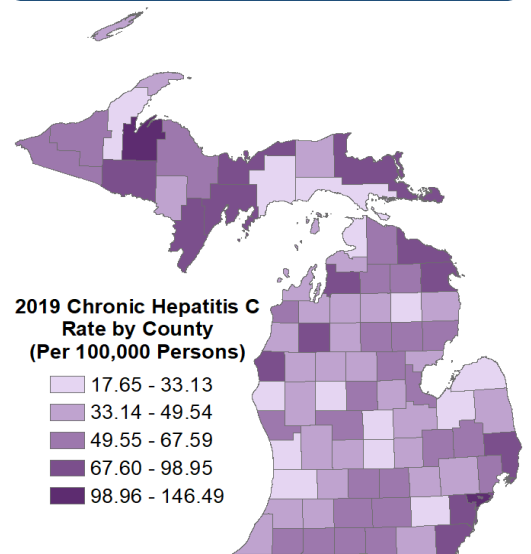 2019 Chronic Hepatitis C
Rate by County
(Per 100,000 Persons)
17.65 - 33.13
33.14 - 49.54
49.55 - 67.59
67.60 - 98.95
98.96 - 146.49